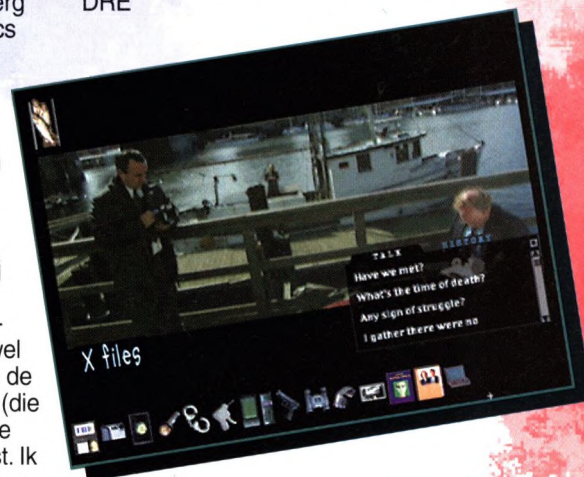 erg
cs
DRE
TALK
HISTORY
Have we met?
What's the time of death?
Any sign of struggle?
I gather there were no
X files
vel
de
(die
e
st. Ik